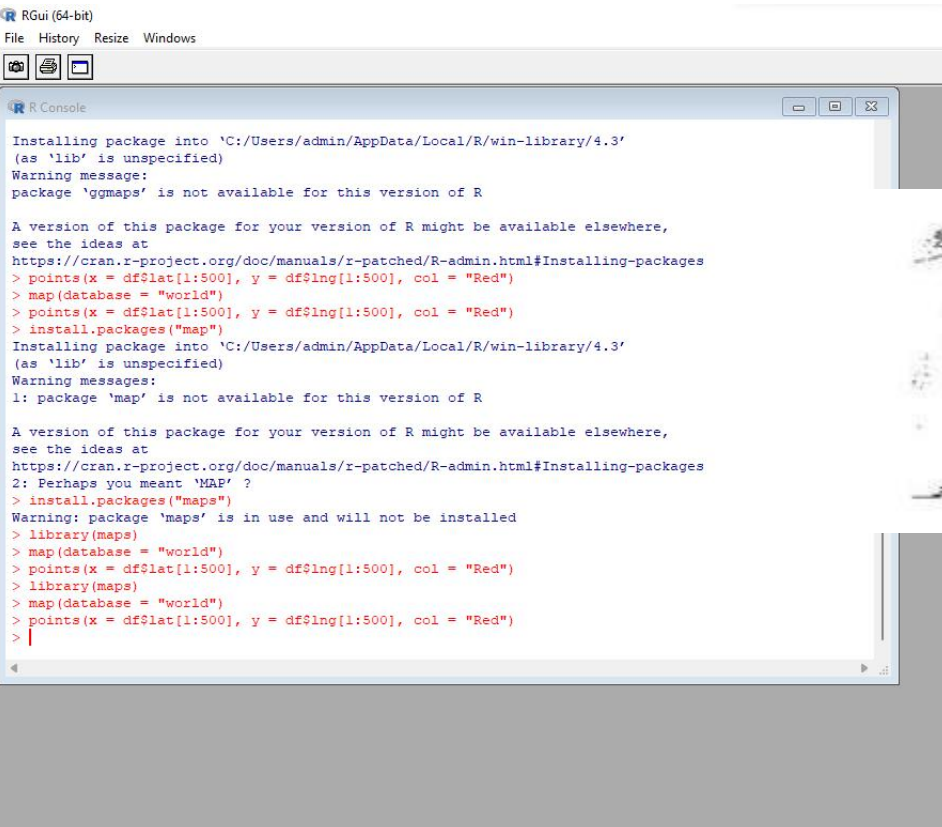 RGui (64-bit)
File History Resize Windows
R Console
Installing package into ‘C:/Users/admin/AppData/Local/R/win-library/4.3’
(as ‘lib’ is unspecified)
Warning message:
package ‘ggmaps’ is not available for this version of R
A version of this package for your version of R might be available elsewhere,
see the ideas at
https://cran.r-project.org/doc/manuals/r-patched/R-admin.html#Installing-packages
> points(x = df$lat[1:500], y = df$lng[1:500], col = "Red")
> map(database = "world")
> points(x = df$lat[1:500], y = df$lng[1:500], col = "Red")
> install.packages("map")
Installing package into ‘C:/Users/admin/AppData/Local/R/win-library/4.3’
(as ‘lib’ is unspecified)
Warning messages:
1: package ‘map’ is not available for this version of R
A version of this package for your version of R might be available elsewhere,
see the ideas at
https://cran.r-project.org/doc/manuals/r-patched/R-admin.html#Installing-packages
2: Perhaps you meant ‘MAP’ ?
> install.packages("maps")
Warning: package ‘maps’ is in use and will not be installed
> library(maps)
> map(database = "world")
> points(x = df$lat[1:500], y = df$lng[1:500], col = "Red")
> library(maps)
> map(database = "world")
> points(x = df$lat[1:500], y = df$lng[1:500], col = "Red")
>